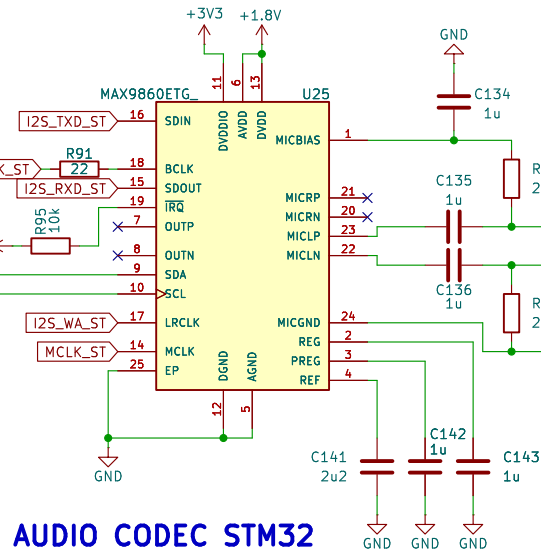 +3V3
+1.8V
GND
MAX9860ETG_
U25
C134
1u
11
6
13
DVDDIO
AVDD
DVDD
I2S_TXD_ST
16
SDIN
MICBIAS
1
R91
22
K_ST
18
BCLK
I2S_RXD_ST
15
SDOUT
19
IRQ
R95
10k
7
OUTP
8
OUTN
9
SDA
10
SCL
I2S_WA_ST
17
LRCLK
MCLK_ST
14
MCLK
25
EP
MICRP
21
MICRN
20
MICLP
23
MICLN
22
C135
1u
C136
1u
R
2
R
2
MICGND
24
REG
2
PREG
3
REF
4
DGND
AGND
12
5
GND
C141
2u2
C142
1u
C143
1u
GND
GND
GND
AUDIO CODEC STM32